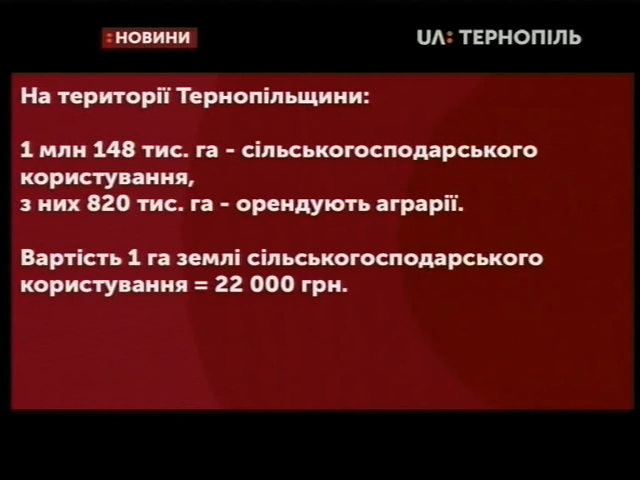 :НОВИНИ
UA: ТЕРНОПІЛЬ
На території Тернопільщини:
1 млн 148 тис. га - сільськогосподарського
користування,
з них 820 тис. га - орендують аграрії.
Вартість 1 га землі сільськогосподарського
користування = 22 000 грн.